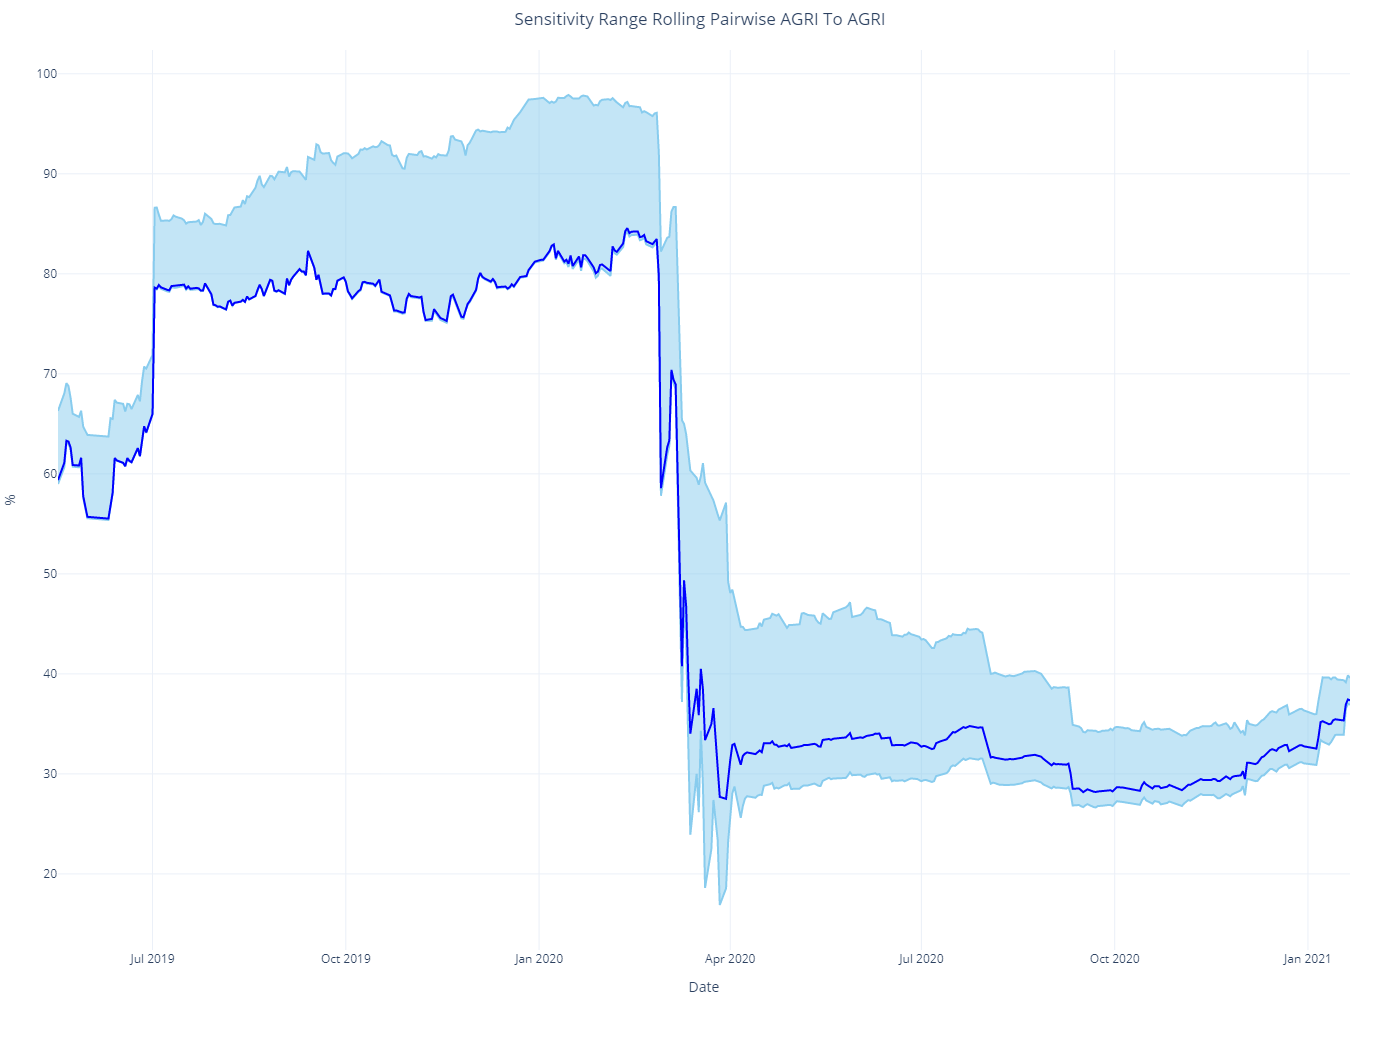 Sensitivity Range Rolling Pairwise AGRI To AGRI
100
90
80
70
60
50
40
30
20
%
Jul 2019
Oct 2019
Jan 2020
Apr 2020
Jul 2020
Oct 2020
Jan 2021
Date